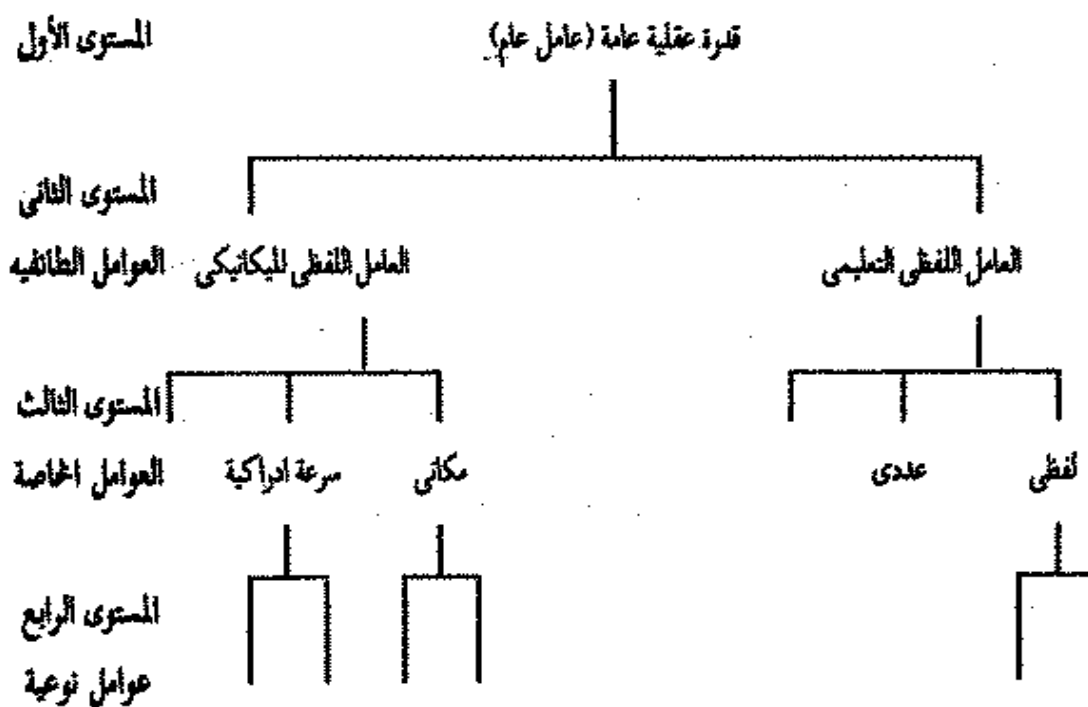 المستوى الأول
قدرة عقلية عامة (عامل عام)
المستوى الثانى
العوامل الطائفيه
العامل اللفظى التعليمى
العامل اللفظى لليكانيكى
المستوى الثالث
العوامل الخاصة
لفظى
عددى
مكانى
سرعة ادراكية
المستوى الرابع
عوامل نوعية